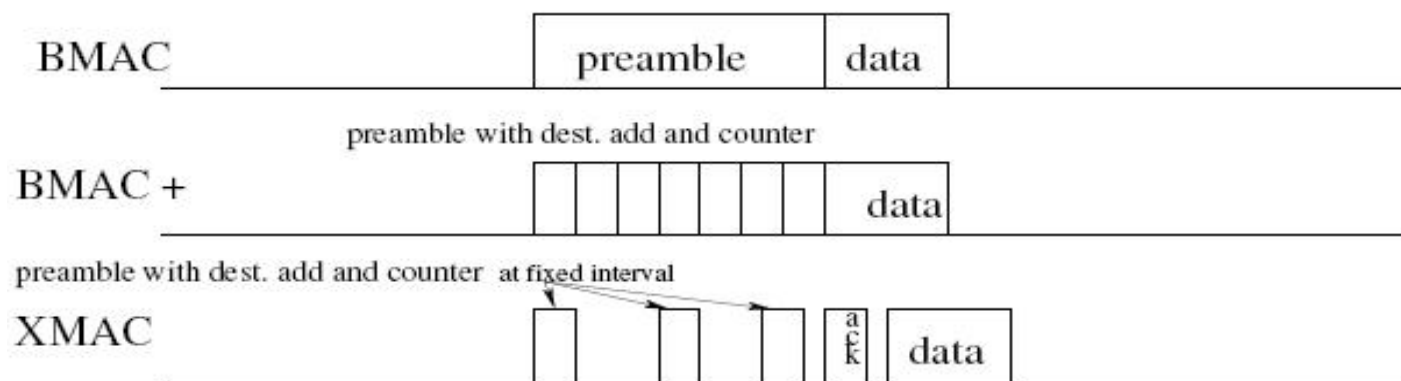 BMAC
preamble data
preamble with dest. add and counter
BMAC +
data
preamble with dest. add and counter at fixed interval
XMAC
ack
data